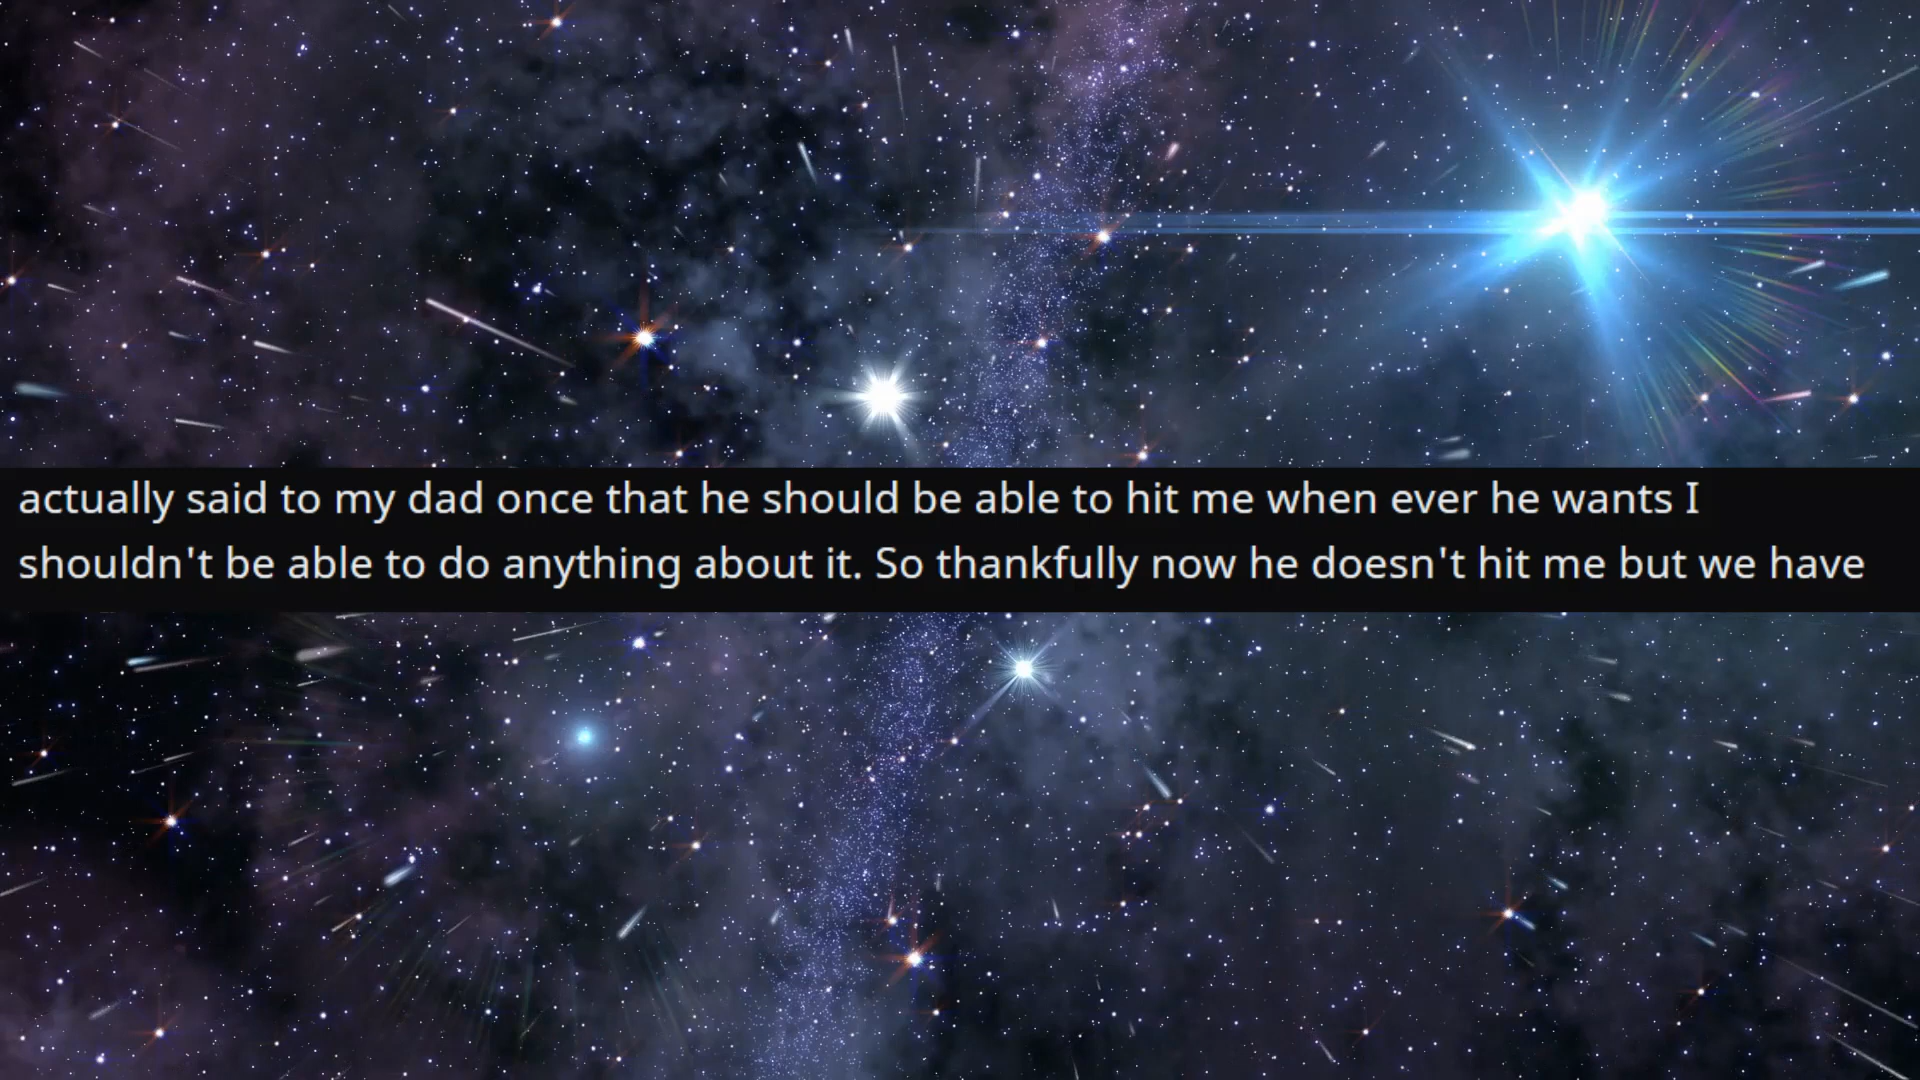 actually said to my dad once that he should be able to hit me when ever he wants I
shouldn't be able to do anything about it. So thankfully now he doesn't hit me but we have